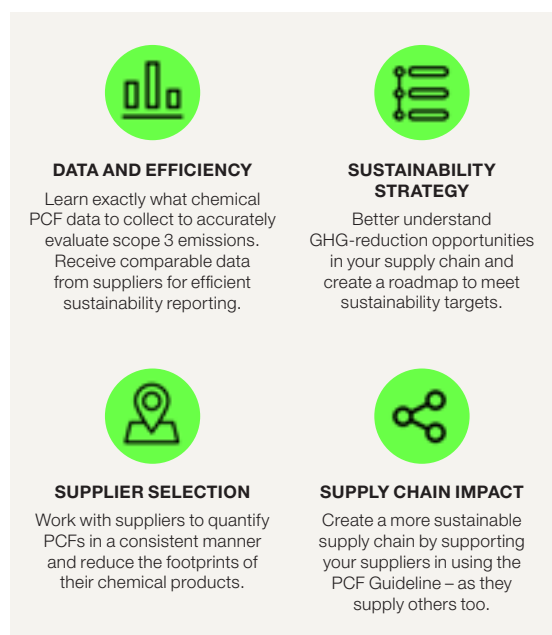 DATA AND EFFICIENCY
Learn exactly what chemical
PCF data to collect to accurately
evaluate scope 3 emissions.
Receive comparable data
from suppliers for efficient
sustainability reporting.
SUSTAINABILITY
STRATEGY
Better understand
GHG-reduction opportunities
in your supply chain and
create a roadmap to meet
sustainability targets.
SUPPLIER SELECTION
Work with suppliers to quantify
PCFs in a consistent manner
and reduce the footprints of
their chemical products.
SUPPLY CHAIN IMPACT
Create a more sustainable
supply chain by supporting
your suppliers in using the
PCF Guideline – as they
supply others too.